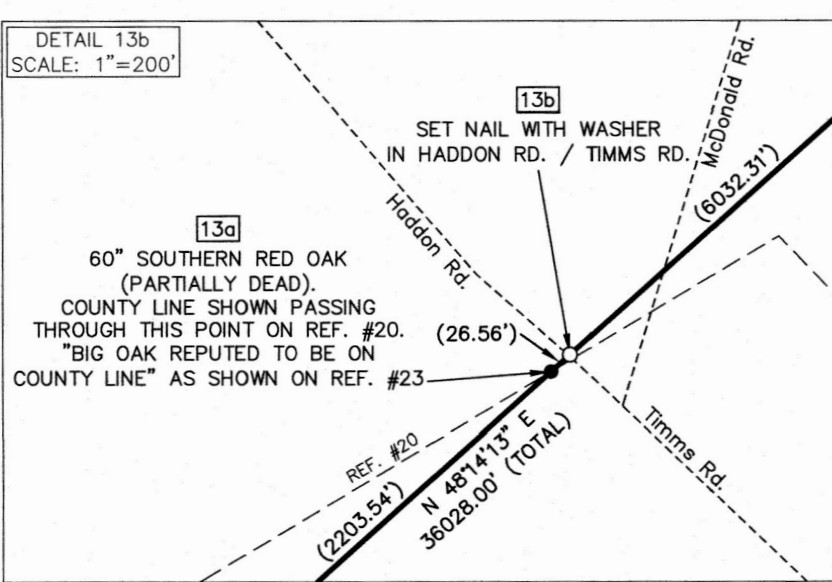 DETAIL 13b
SCALE: 1"=200'
13b
SET NAIL WITH WASHER
IN HADDON RD. / TIMMS RD.
McDonald Rd.
(6032.31')
Haddon Rd.
13a
60" SOUTHERN RED OAK
(PARTIALLY DEAD).
COUNTY LINE SHOWN PASSING
THROUGH THIS POINT ON REF. #20.
"BIG OAK REPUTED TO BE ON
COUNTY LINE" AS SHOWN ON REF. #23
(26.56')
REF. #20
(2203.54')
N 48°14'13" E
36028.00' (TOTAL)
Timms Rd.